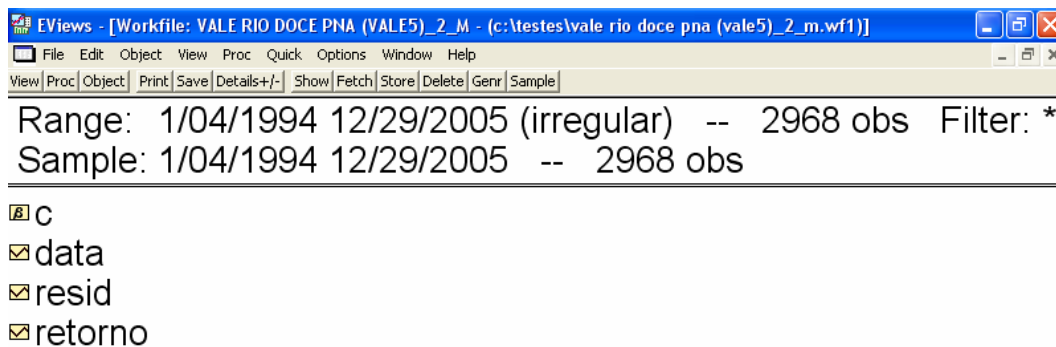 EViews - [Workfile: VALE RIO DOCE PNA (VALE5)_2_M - (c:\testes\vale rio doce pna (vale5)_2_m.wf1)]
File Edit Object View Proc Quick Options Window Help
View Proc Object Print Save Details+/- Show Fetch Store Delete Genr Sample
Range: 1/04/1994 12/29/2005 (irregular) -- 2968 obs Filter: *
Sample: 1/04/1994 12/29/2005 -- 2968 obs
β c
data
resid
retorno